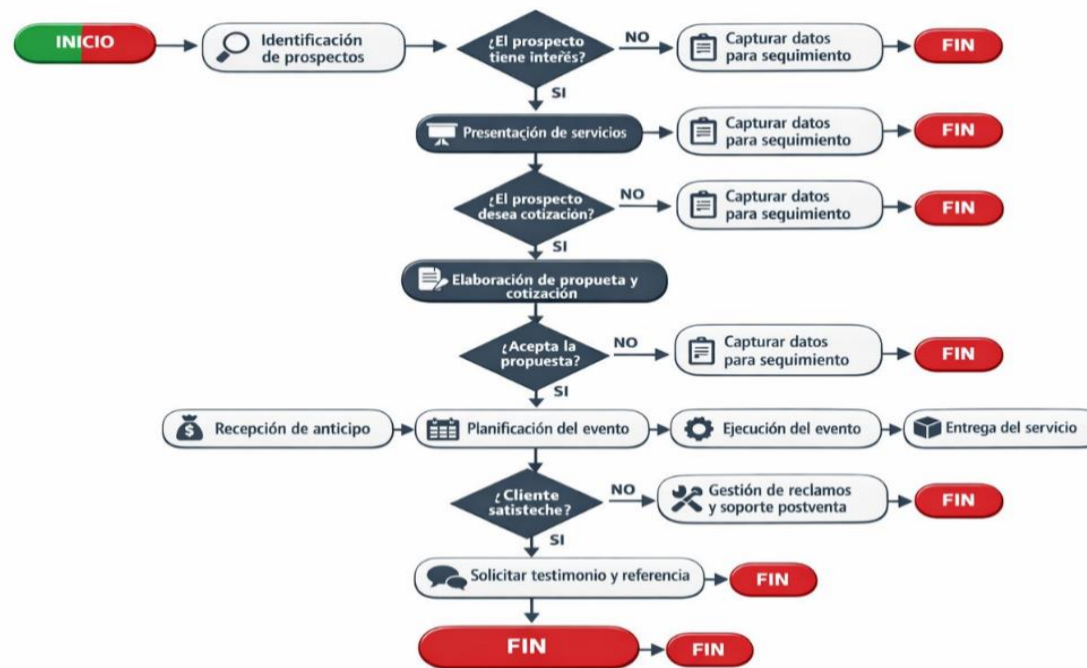 INICIO
Identificación
de prospectos
¿El prospecto
tiene interés?
NO
Capturar datos
para sequimiento
FIN
SI
Presentación de servicios
Capturar datos
para sequimiento
FIN
¿El prospecto
desea cotización?
NO
Capturar datos
para sequimiento
FIN
SI
Elaboración de propueta y
cotización
¿Acepta la
propuesta?
NO
Capturar datos
para sequimiento
FIN
SI
Recepción de anticipo
Planificación del evento
Ejecución del evento
Entrega del servicio
¿Cliente
satisteche?
NO
Gestión de reclamos
y soporte postventa
FIN
SI
Solicitar testimonio y referencia
FIN
FIN
FIN